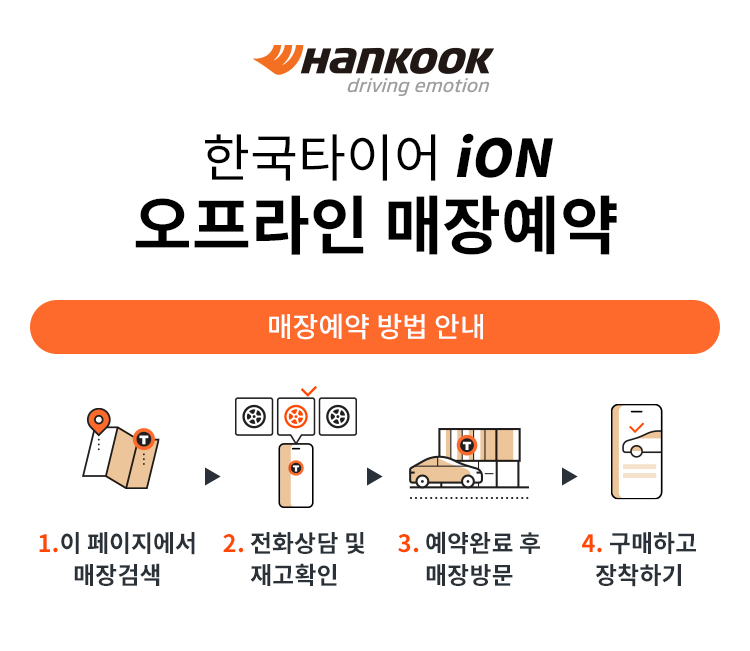 HANKOOK
driving emotion
한국타이어 iON
오프라인 매장예약
매장예약 방법 안내
T
T
T
1.이 페이지에서
매장검색
2. 전화상담 및
재고확인
3. 예약완료 후
매장방문
4. 구매하고
장착하기